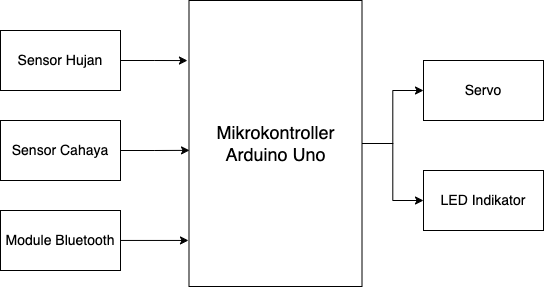 Sensor Hujan
Sensor Cahaya
Module Bluetooth
Mikrokontroller
Arduino Uno
Servo
LED Indikator